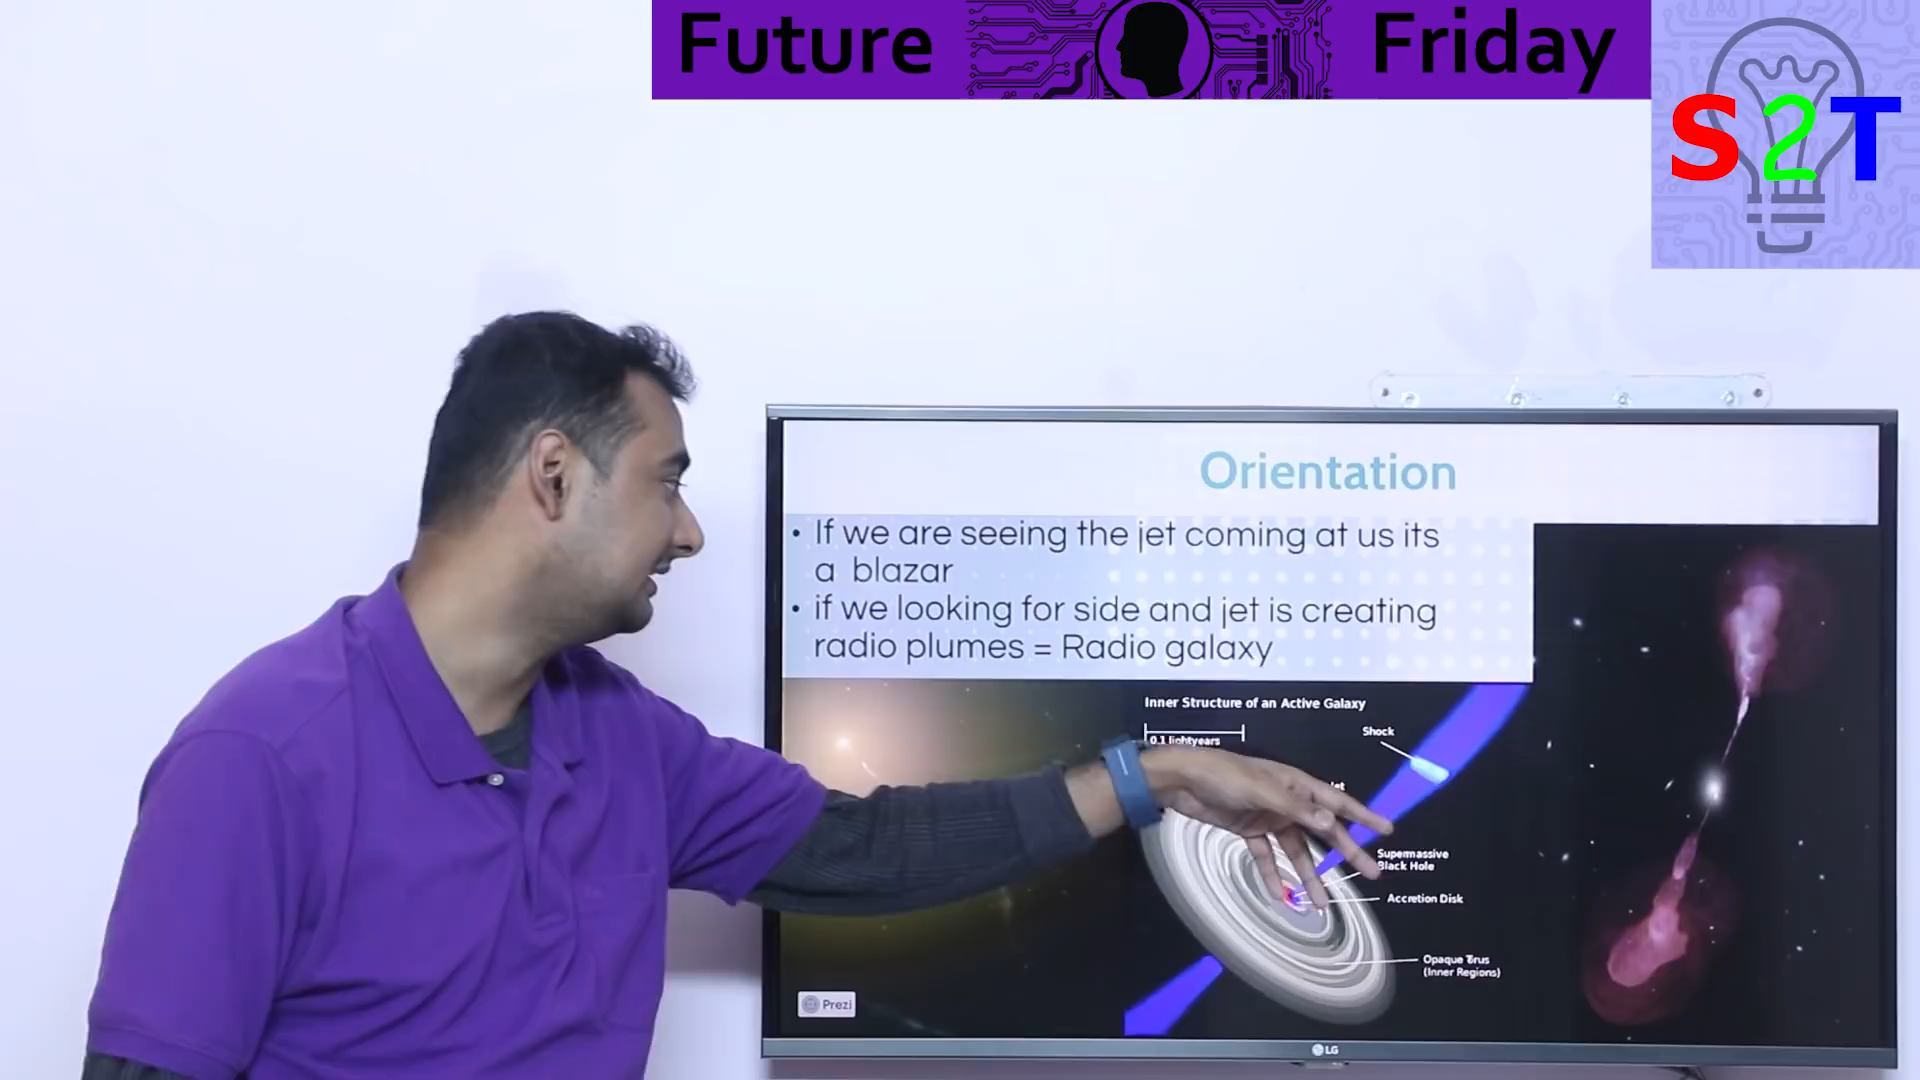 Future Friday
S2T
Orientation
• If we are seeing the jet coming at us its
a blazar
• if we looking for side and jet is creating
radio plumes = Radio galaxy
Inner Structure of an Active Galaxy
0.1 lightyears
Shock
Supermassive
Black Hole
Accretion Disk
Opaque Torus
(Inner Regions)
Prezi
LG